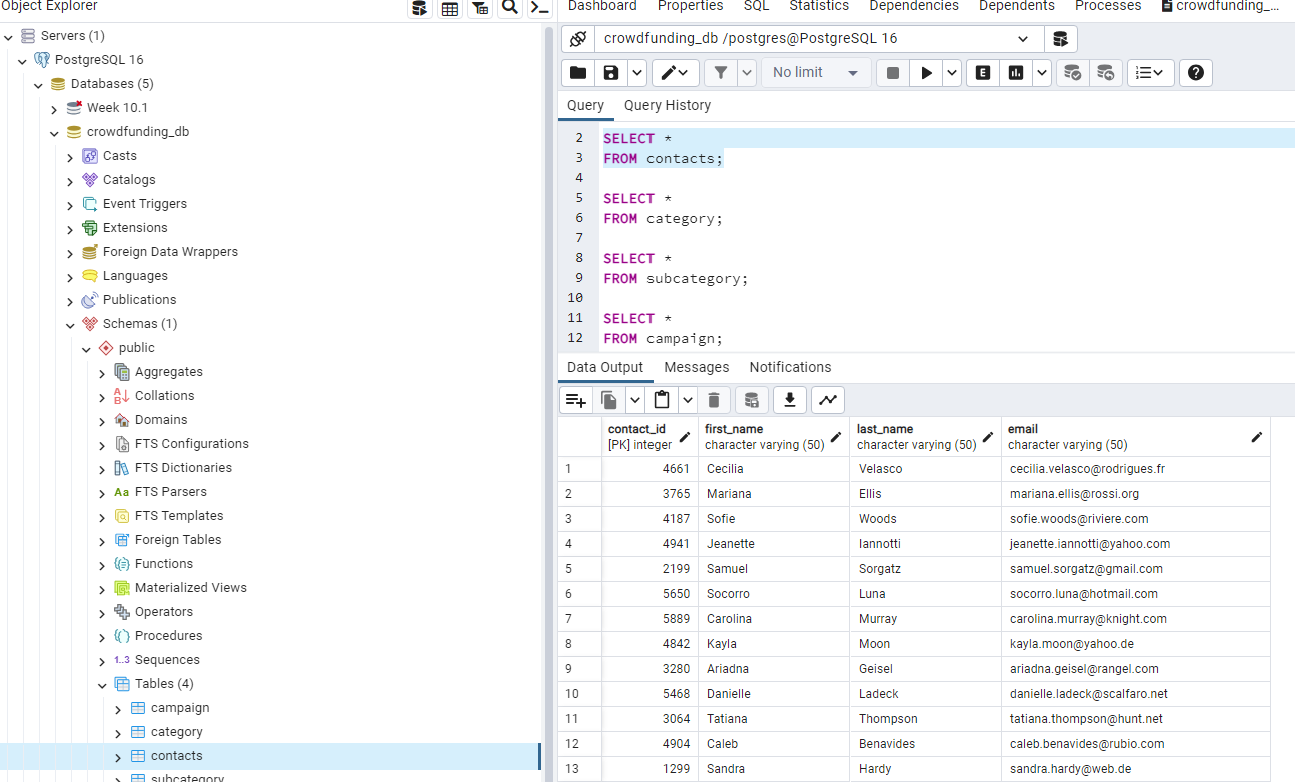 Object Explorer
Servers (1)
PostgreSQL 16
Databases (5)
Week 10.1
crowdfunding_db
Casts
Catalogs
Event Triggers
Extensions
Foreign Data Wrappers
Languages
Publications
Schemas (1)
public
Aggregates
Collations
Domains
FTS Configurations
FTS Dictionaries
Aa FTS Parsers
FTS Templates
Foreign Tables
Functions
Materialized Views
Operators
Procedures
1..3 Sequences
Tables (4)
campaign
category
contacts
subcategory
Dashboard Properties SQL Statistics Dependencies Dependents Processes crowdfunding_...
crowdfunding_db /postgres@PostgreSQL 16
No limit E
Query Query History
2 SELECT *
3 FROM contacts;
4
5 SELECT *
6 FROM category;
7
8 SELECT *
9 FROM subcategory;
10
11 SELECT *
12 FROM campaign;
Data Output Messages Notifications
contact_id first_name last_name email
[PK] integer character varying (50) character varying (50) character varying (50)
1 4661 Cecilia Velasco cecilia.velasco@rodrigues.fr
2 3765 Mariana Ellis mariana.ellis@rossi.org
3 4187 Sofie Woods sofie.woods@riviere.com
4 4941 Jeanette Iannotti jeanette.iannotti@yahoo.com
5 2199 Samuel Sorgatz samuel.sorgatz@gmail.com
6 5650 Socorro Luna socorro.luna@hotmail.com
7 5889 Carolina Murray carolina.murray@knight.com
8 4842 Kayla Moon kayla.moon@yahoo.de
9 3280 Ariadna Geisel ariadna.geisel@rangel.com
10 5468 Danielle Ladeck danielle.ladeck@scalfaro.net
11 3064 Tatiana Thompson tatiana.thompson@hunt.net
12 4904 Caleb Benavides caleb.benavides@rubio.com
13 1299 Sandra Hardy sandra.hardy@web.de